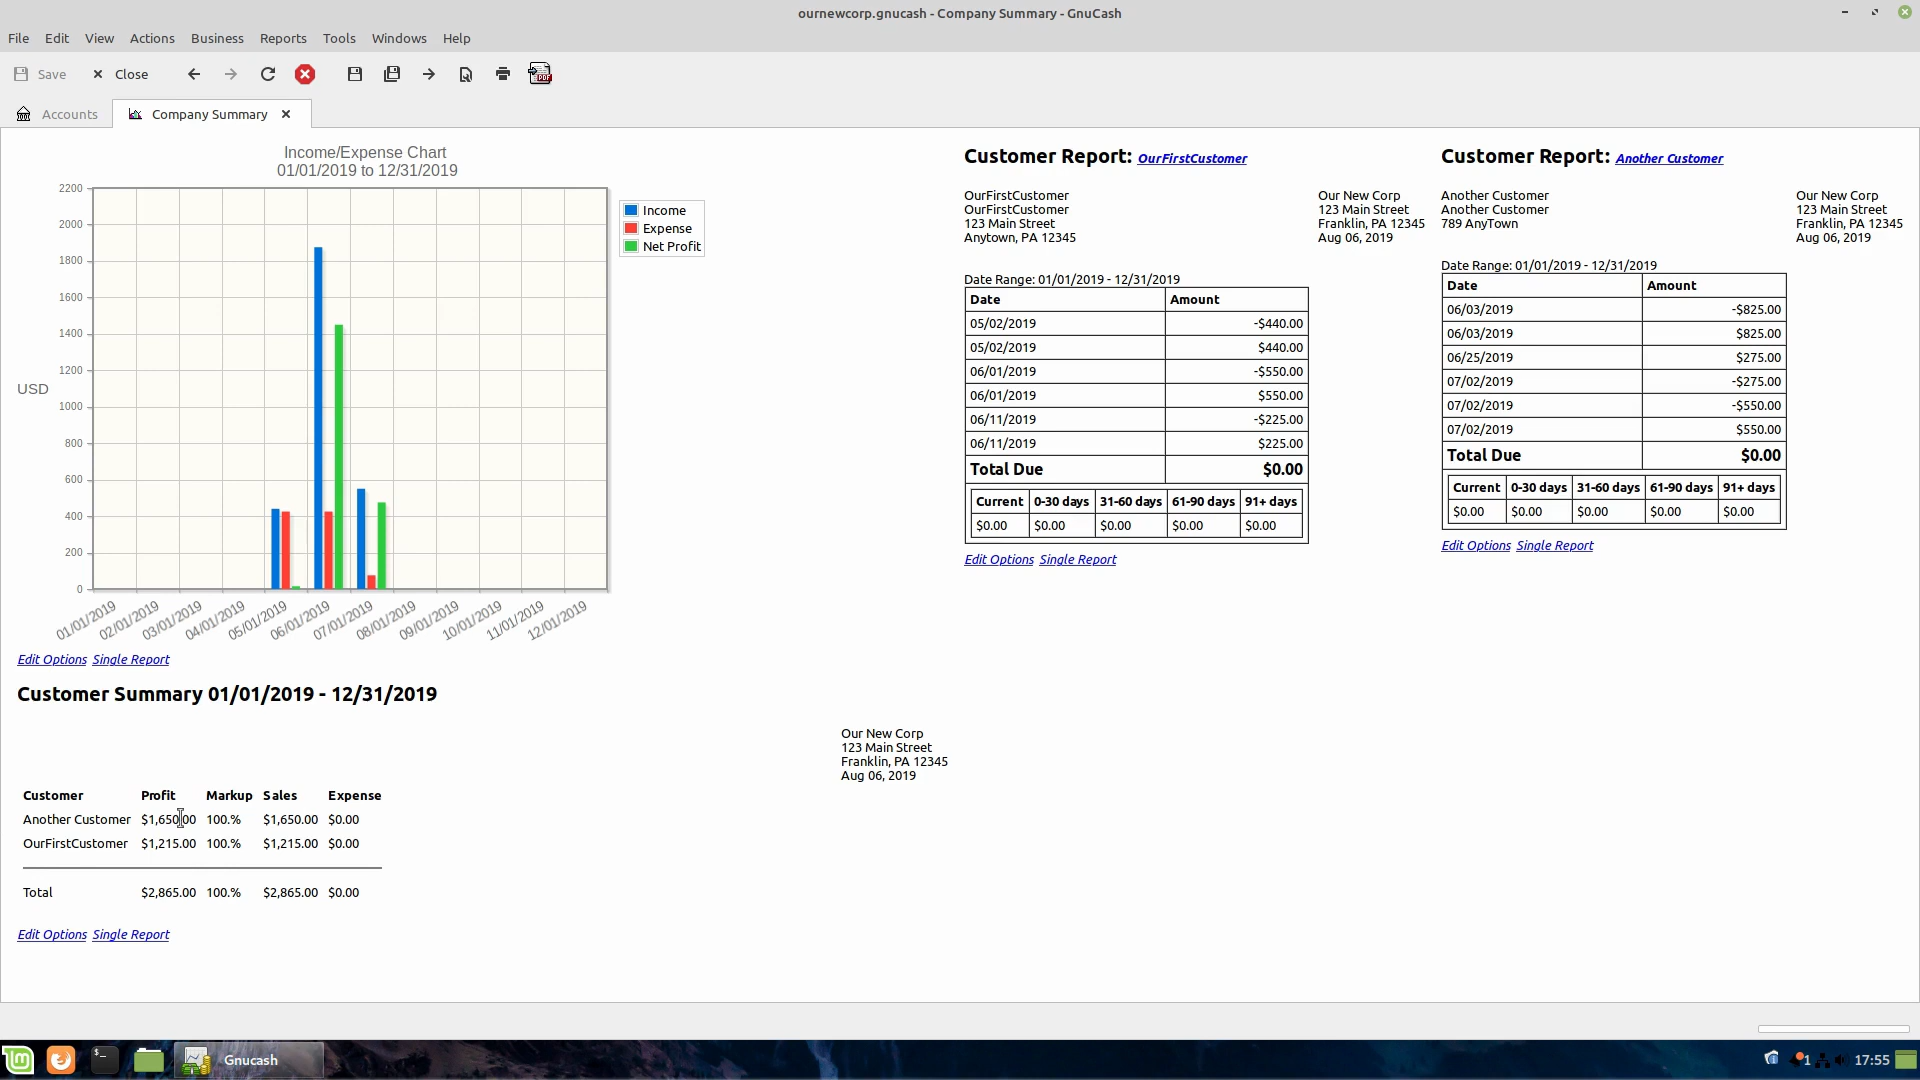 ournewcorp.gnucash - Company Summary - GnuCash
File Edit View Actions Business Reports Tools Windows Help
Save Close
Accounts Company Summary
Income/Expense Chart
01/01/2019 to 12/31/2019
2200
2000
1800
1600
1400
1200
1000
800
600
400
200
0
USD
Income
Expense
Net Profit
01/01/2019 02/01/2019 03/01/2019 04/01/2019 05/01/2019 06/01/2019 07/01/2019 08/01/2019 09/01/2019 10/01/2019 11/01/2019 12/01/2019
Edit Options Single Report
Customer Summary 01/01/2019 - 12/31/2019
Our New Corp
123 Main Street
Franklin, PA 12345
Aug 06, 2019
Customer Profit Markup Sales Expense
Another Customer $1,650.00 100.% $1,650.00 $0.00
OurFirstCustomer $1,215.00 100.% $1,215.00 $0.00
Total $2,865.00 100.% $2,865.00 $0.00
Edit Options Single Report
Customer Report: OurFirstCustomer
OurFirstCustomer
OurFirstCustomer
123 Main Street
Anytown, PA 12345
Our New Corp
123 Main Street
Franklin, PA 12345
Aug 06, 2019
Date Range: 01/01/2019 - 12/31/2019
Date Amount
05/02/2019 -$440.00
05/02/2019 $440.00
06/01/2019 -$550.00
06/01/2019 $550.00
06/11/2019 -$225.00
06/11/2019 $225.00
Total Due $0.00
Current 0-30 days 31-60 days 61-90 days 91+ days
$0.00 $0.00 $0.00 $0.00 $0.00
Edit Options Single Report
Customer Report: Another Customer
Another Customer
Another Customer
789 AnyTown
Our New Corp
123 Main Street
Franklin, PA 12345
Aug 06, 2019
Date Range: 01/01/2019 - 12/31/2019
Date Amount
06/03/2019 -$825.00
06/03/2019 $825.00
06/25/2019 $275.00
07/02/2019 -$275.00
07/02/2019 -$550.00
07/02/2019 $550.00
Total Due $0.00
Current 0-30 days 31-60 days 61-90 days 91+ days
$0.00 $0.00 $0.00 $0.00 $0.00
Edit Options Single Report
Gnucash
1
17:55